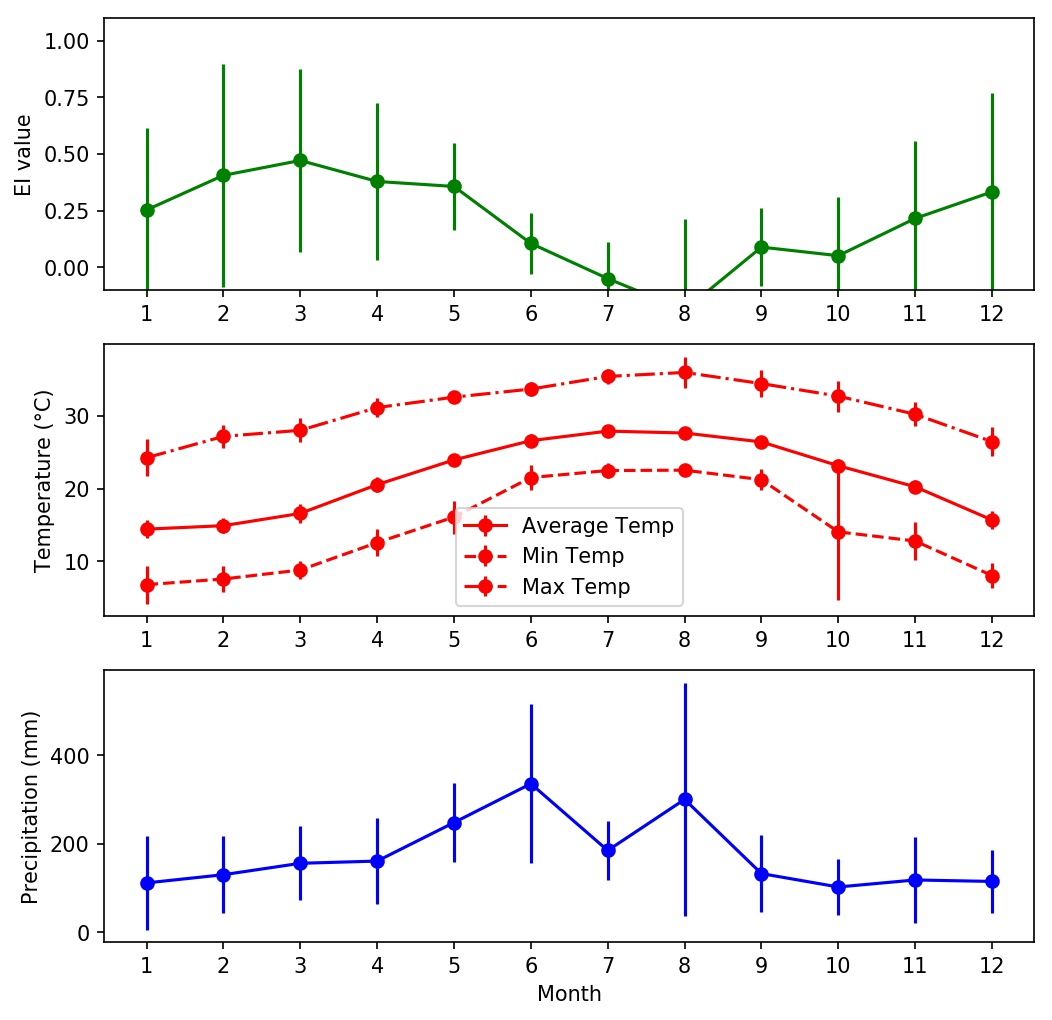 EI value
1.00
0.75
0.50
0.25
0.00
1 2 3 4 5 6 7 8 9 10 11 12
Temperature (°C)
30
20
10
Average Temp
Min Temp
Max Temp
1 2 3 4 5 6 7 8 9 10 11 12
Precipitation (mm)
400
200
0
1 2 3 4 5 6 7 8 9 10 11 12
Month